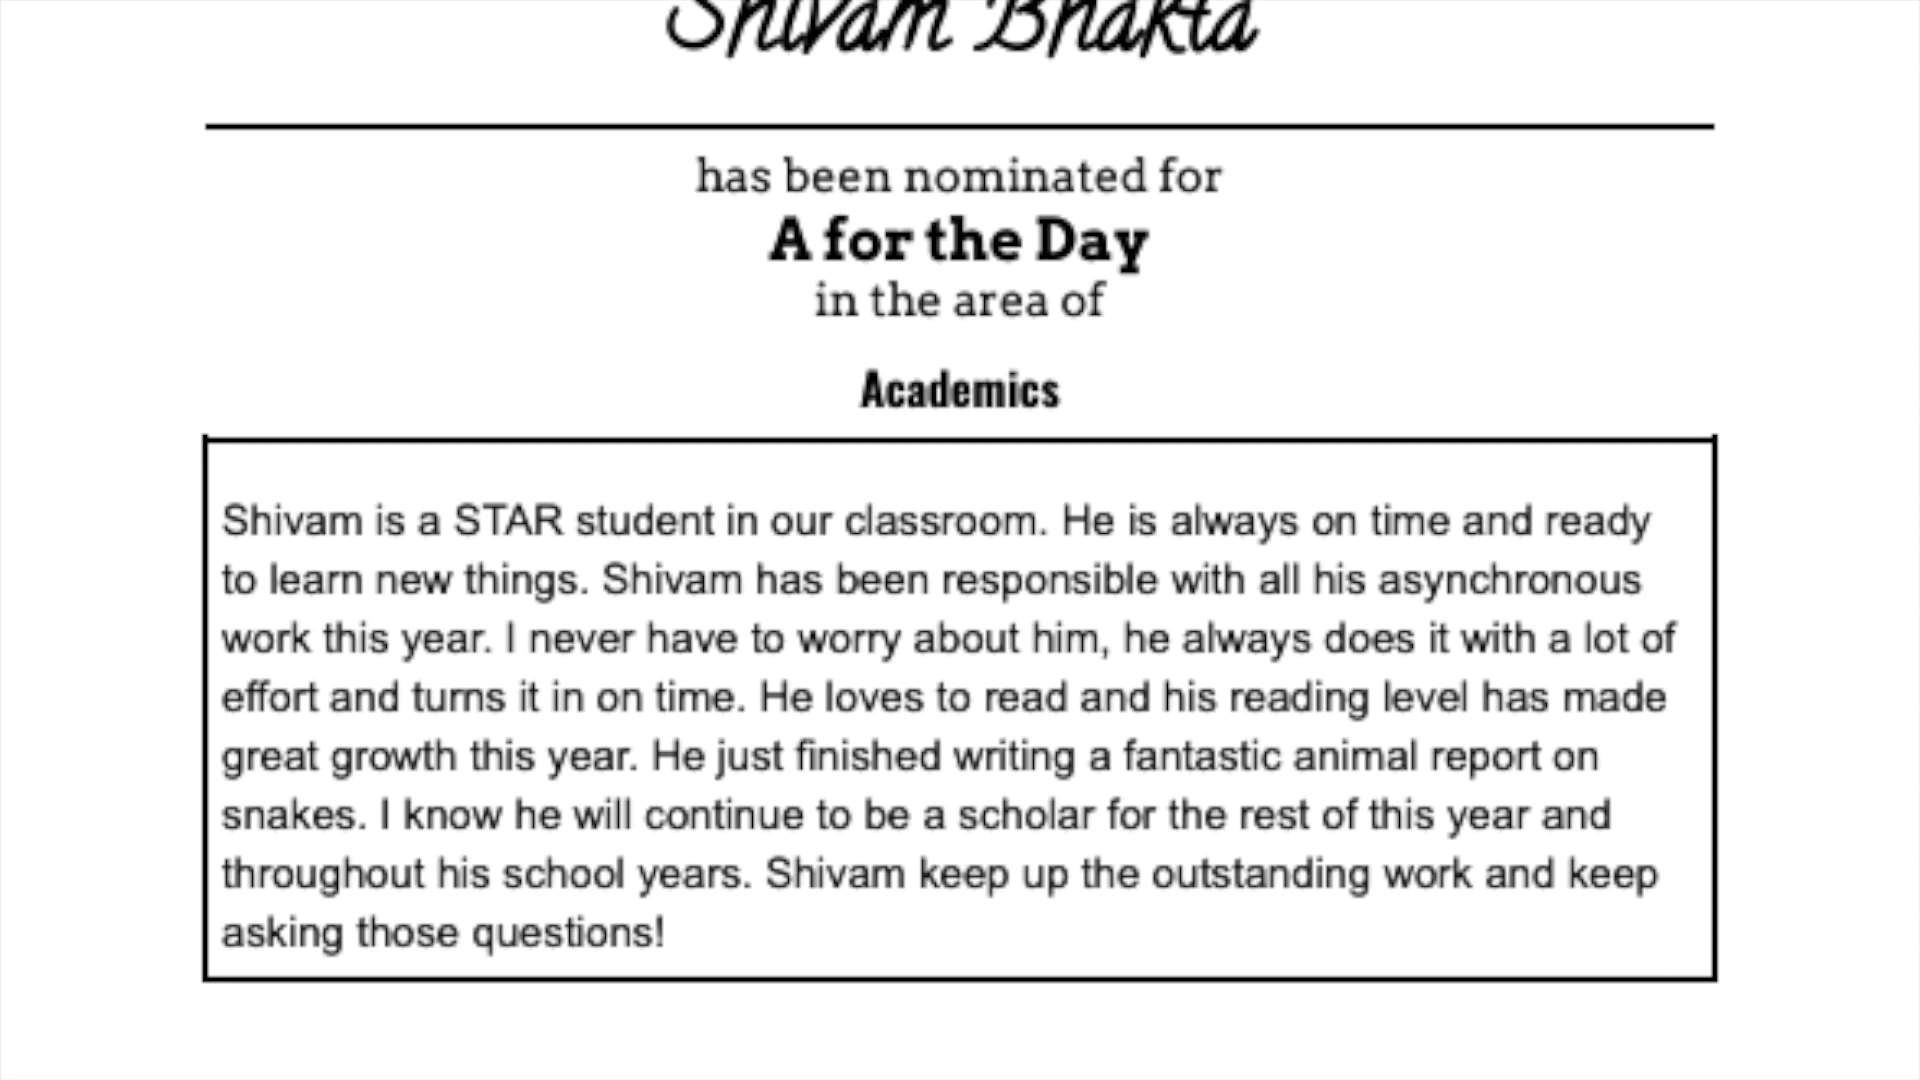 Shivam Bhakta
has been nominated for
A for the Day
in the area of
Academics
Shivam is a STAR student in our classroom. He is always on time and ready
to learn new things. Shivam has been responsible with all his asynchronous
work this year. I never have to worry about him, he always does it with a lot of
effort and turns it in on time. He loves to read and his reading level has made
great growth this year. He just finished writing a fantastic animal report on
snakes. I know he will continue to be a scholar for the rest of this year and
throughout his school years. Shivam keep up the outstanding work and keep
asking those questions!